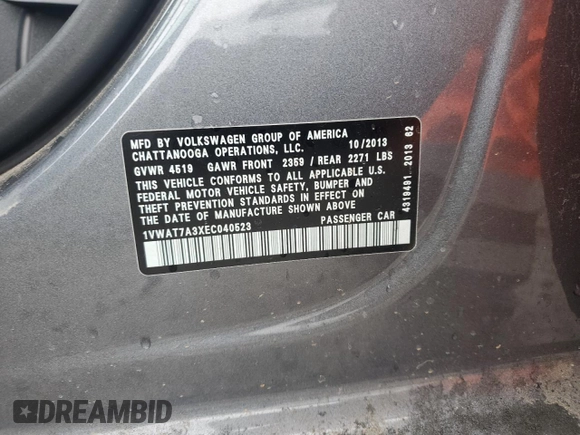 MFD BY VOLKSWAGEN GROUP OF AMERICA
CHATTANOOGA OPERATIONS, LLC. 10/2013
GVWR 4519 GAWR FRONT 2359 / REAR 2271 LBS
THIS VEHICLE CONFORMS TO ALL APPLICABLE U.S.
FEDERAL MOTOR VEHICLE SAFETY, BUMPER AND
THEFT PREVENTION STANDARDS IN EFFECT ON
THE DATE OF MANUFACTURE SHOWN ABOVE
1VWAT7A3XEC040523 PASSENGER CAR
4319491 2013 62
DREAMBID